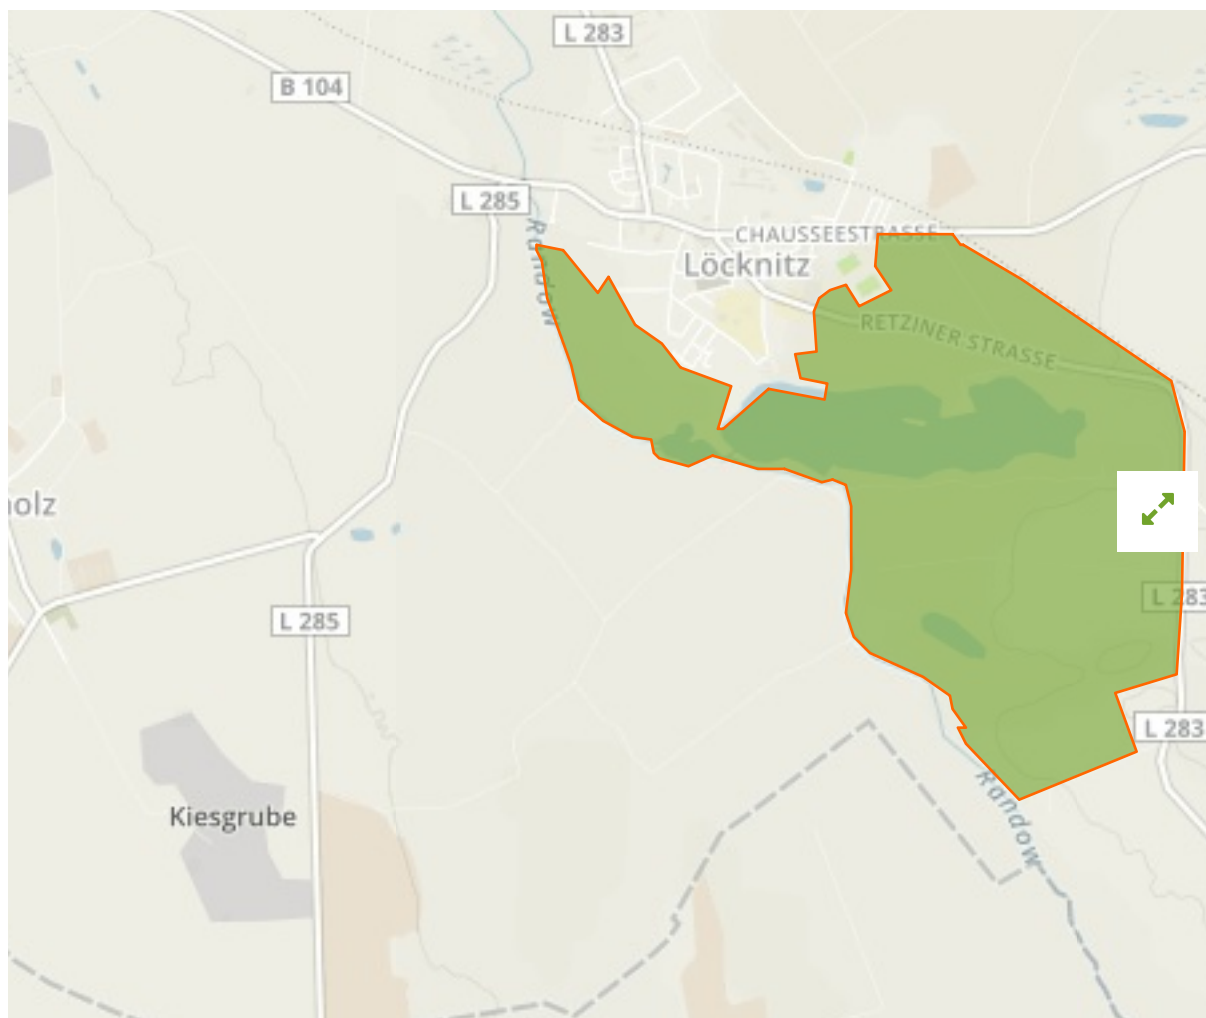 L 283
B 104
L 285
Randow
CHAUSSEESTRASSE
Löcknitz
RETZINER STRASSE
olz
L 283
L 285
L 283
Randow
Kiesgrube